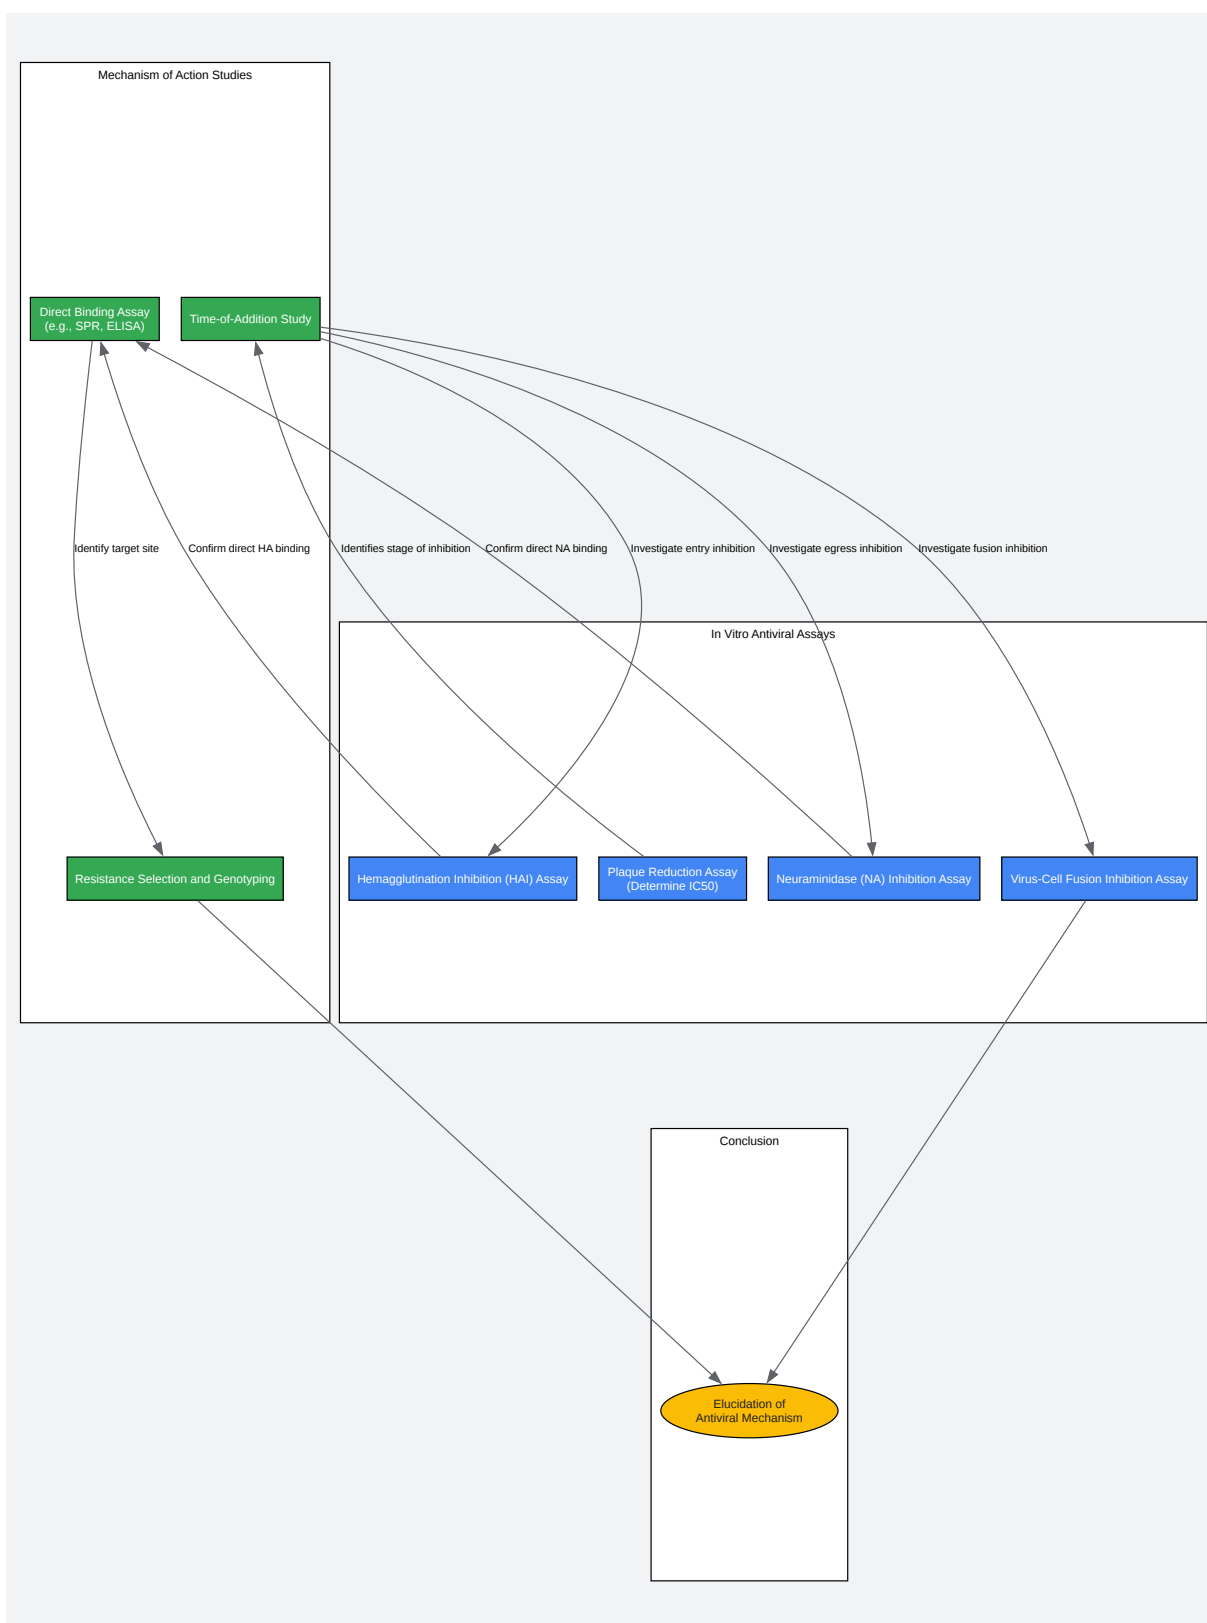 Mechanism of Action Studies
Direct Binding Assay
(e.g., SPR, ELISA)
Time-of-Addition Study
Identify target site
Confirm direct HA binding
Identifies stage of inhibition
Confirm direct NA binding
Investigate entry inhibition
Investigate egress inhibition
Investigate fusion inhibition
In Vitro Antiviral Assays
Resistance Selection and Genotyping
Hemagglutination Inhibition (HAI) Assay
Plaque Reduction Assay
(Determine IC50)
Neuraminidase (NA) Inhibition Assay
Virus-Cell Fusion Inhibition Assay
Conclusion
Elucidation of
Antiviral Mechanism